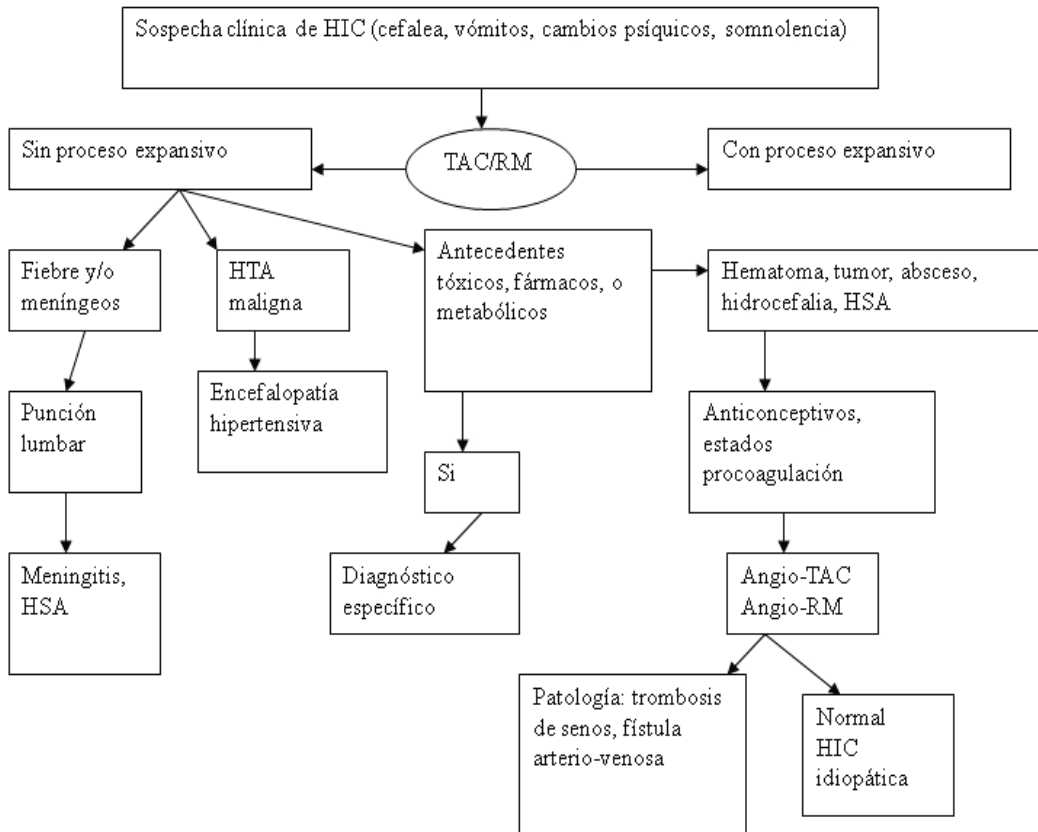 Sospecha clínica de HIC (cefalea, vómitos, cambios psíquicos, somnolencia)
Sin proceso expansivo
TAC/RM
Con proceso expansivo
Fiebre y/o
meníngeos
HTA
maligna
Antecedentes
tóxicos, fármacos, o
metabólicos
Hematoma, tumor, absceso,
hidrocefalia, HSA
Punción
lumbar
Encefalopatía
hipertensiva
Si
Anticonceptivos,
estados
procoagulación
Meningitis,
HSA
Diagnóstico
específico
Angio-TAC
Angio-RM
Patología: trombosis
de senos, fístula
arterio-venosa
Normal
HIC
idiopática